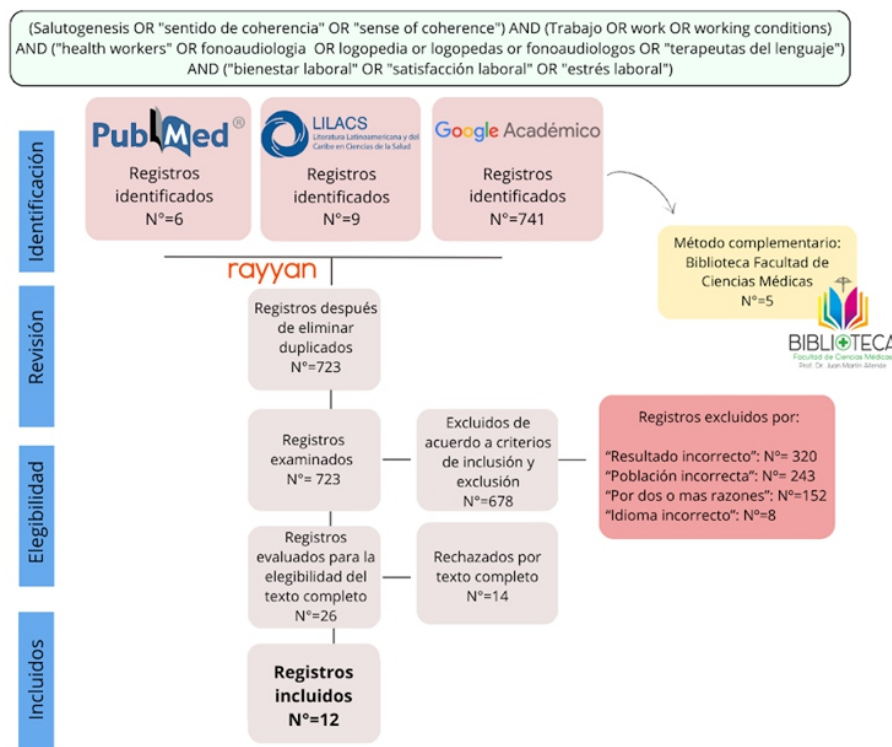 (Salutogenesis OR "sentido de coherencia" OR "sense of coherence") AND (Trabajo OR work OR working conditions)
AND ("health workers" OR fonoaudiologia OR logopedia or logopedas or fonoaudiologos OR "terapeutas del lenguaje")
AND ("bienestar laboral" OR "satisfacción laboral" OR "estrés laboral")
Identificación
PubMed®
Registros
identificados
N°=6
LILACS
Literatura Latinoamericana y del
Caribe en Ciencias de la Salud
Registros
identificados
N°=9
Google Académico
Registros
identificados
N°=741
Método complementario:
Biblioteca Facultad de
Ciencias Médicas
N°=5
BIBLIOTECA
Facultad de Ciencias Médicas
Prof. Dr. Juan Martín Allende
rayyan
Revisión
Registros después
de eliminar
duplicados
N°=723
Elegibilidad
Registros
examinados
N°= 723
Excluidos de
acuerdo a criterios
de inclusión y
exclusión
N°=678
Registros excluidos por:
“Resultado incorrecto”: N°= 320
“Población incorrecta”: N°= 243
“Por dos o mas razones”: N°=152
“Idioma incorrecto”: N°=8
Registros
evaluados para la
elegibilidad del
texto completo
N°=26
Rechazados por
texto completo
N°=14
Incluidos
Registros
incluidos
N°=12